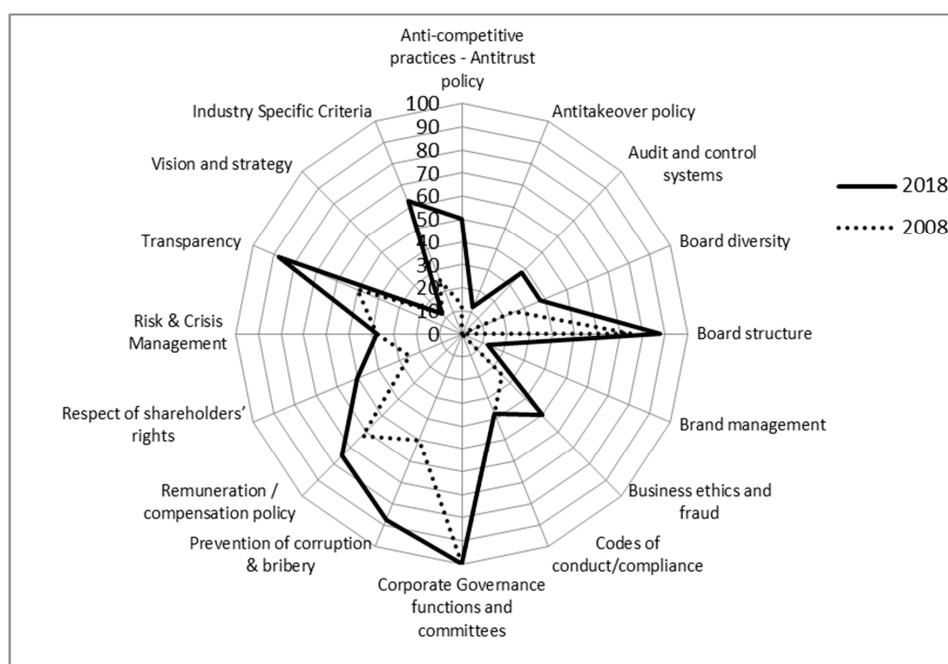 Anti-competitive
practices - Antitrust
policy
Industry Specific Criteria
Antitakeover policy
Vision and strategy
Audit and control
systems
Transparency
Board diversity
Risk & Crisis
Management
Board structure
Respect of shareholders'
rights
Brand management
Remuneration /
compensation policy
Business ethics and
fraud
Prevention of corruption
& bribery
Codes of
conduct/compliance
Corporate Governance
functions and
committees
100
90
80
70
60
50
40
30
20
10
0
2018
2008